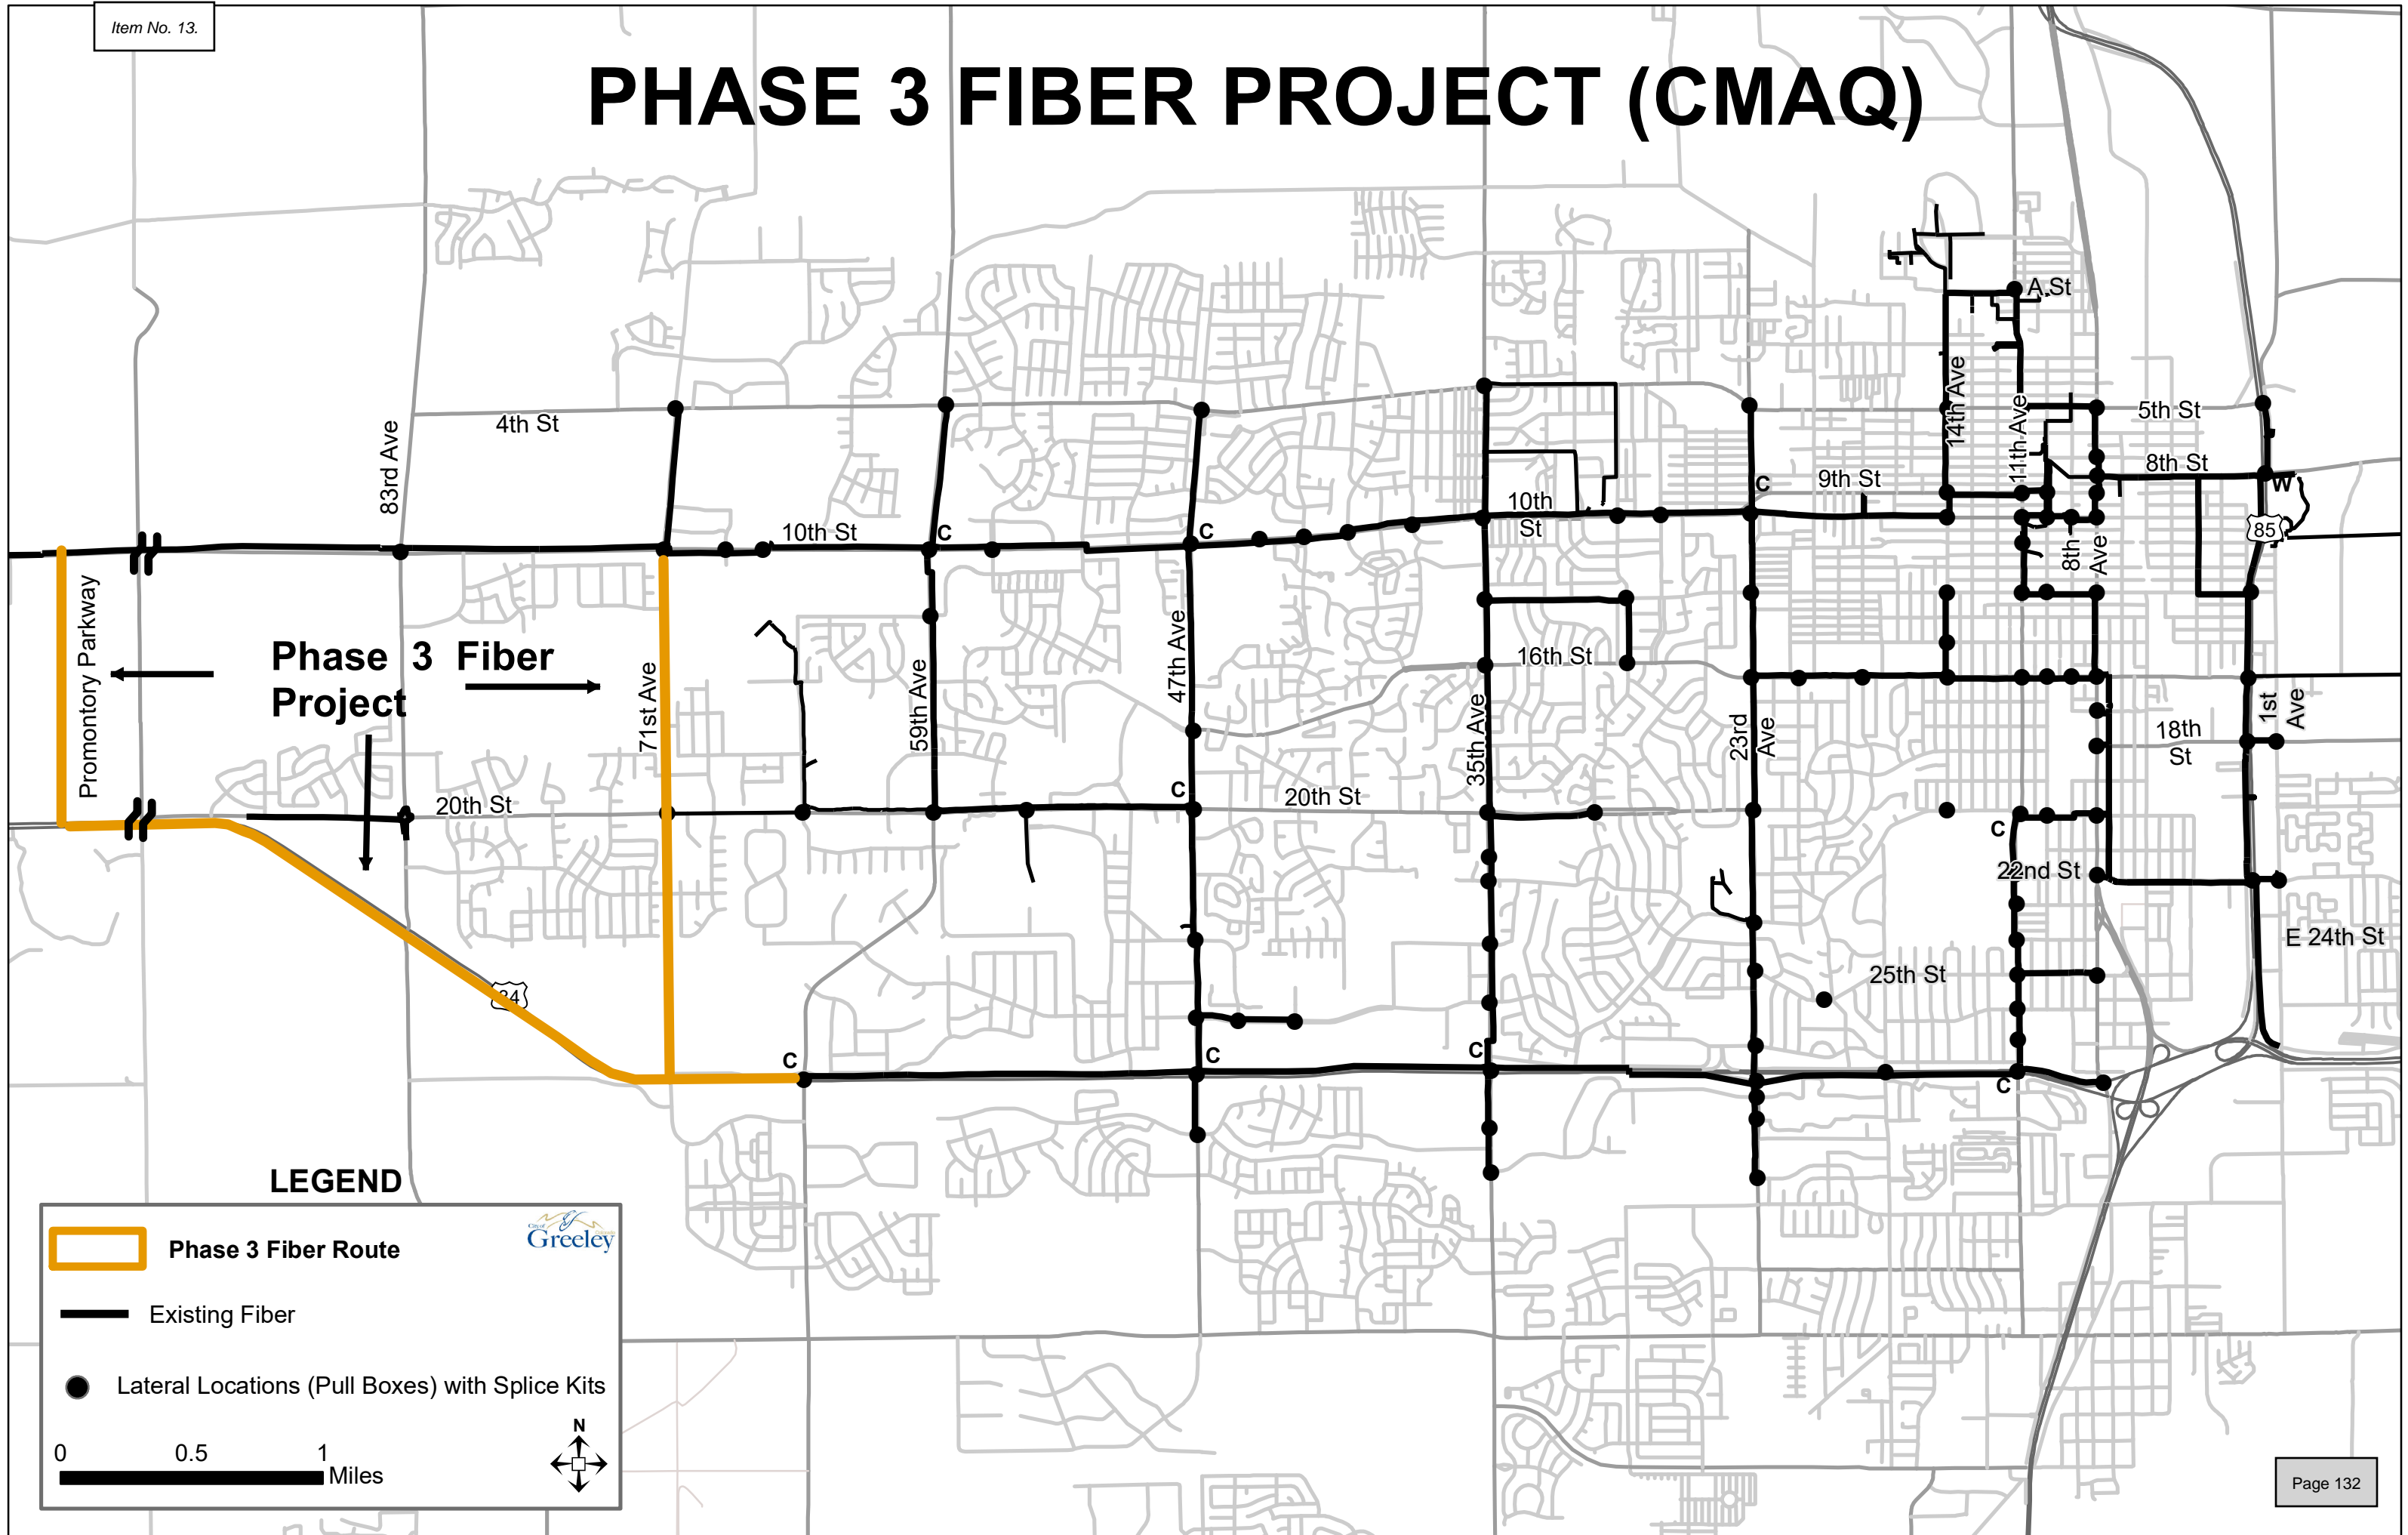 Item No. 13.
PHASE 3 FIBER PROJECT (CMAQ)
A St
4th St
83rd Ave
14th Ave
11th Ave
5th St
8th St
W
9th St
C
10th St
C
C
10th
St
8th
Ave
85
Promontory Parkway
Phase 3 Fiber
Project
71st Ave
59th Ave
47th Ave
16th St
35th Ave
23rd
Ave
1st
Ave
18th
St
20th St
C
20th St
C
22nd St
E 24th St
25th St
34
C
C
C
C
LEGEND
City of
Greeley
Phase 3 Fiber Route
Existing Fiber
Lateral Locations (Pull Boxes) with Splice Kits
N
0 0.5 1
Miles
Page 132